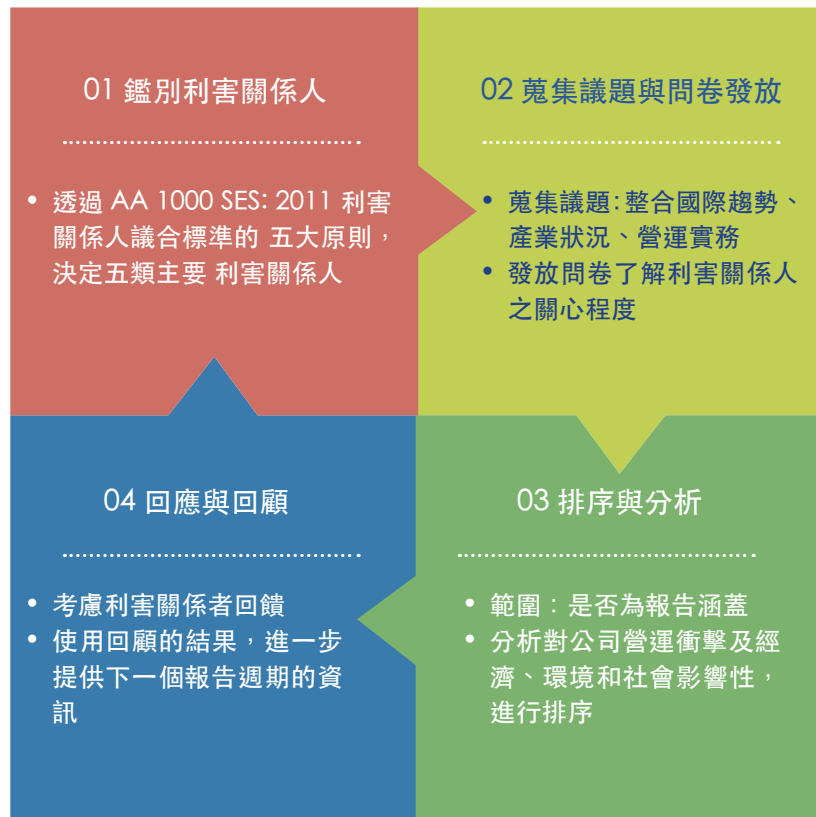 01 鑑別利害關係人
• 透過 AA 1000 SES: 2011 利害
關係人議合標準的 五大原則，
決定五類主要 利害關係人
02 蒐集議題與問卷發放
• 蒐集議題：整合國際趨勢、
產業狀況、營運實務
• 發放問卷了解利害關係人
之關心程度
03 排序與分析
• 範圍：是否為報告涵蓋
• 分析對公司營運衝擊及經
濟、環境和社會影響性，
進行排序
04 回應與回顧
• 考慮利害關係者回饋
• 使用回顧的結果，進一步
提供下一個報告週期的資
訊